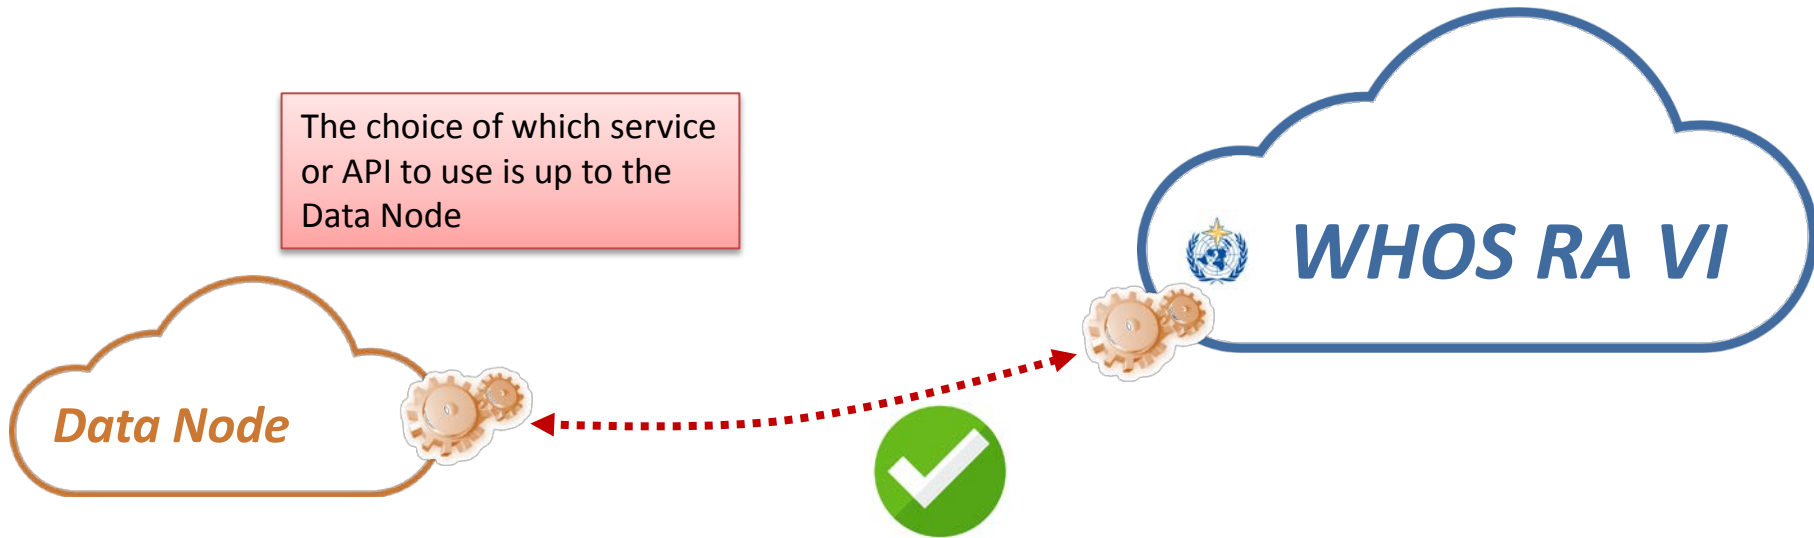 The choice of which service
or API to use is up to the
Data Node
WHOS RA VI
Data Node